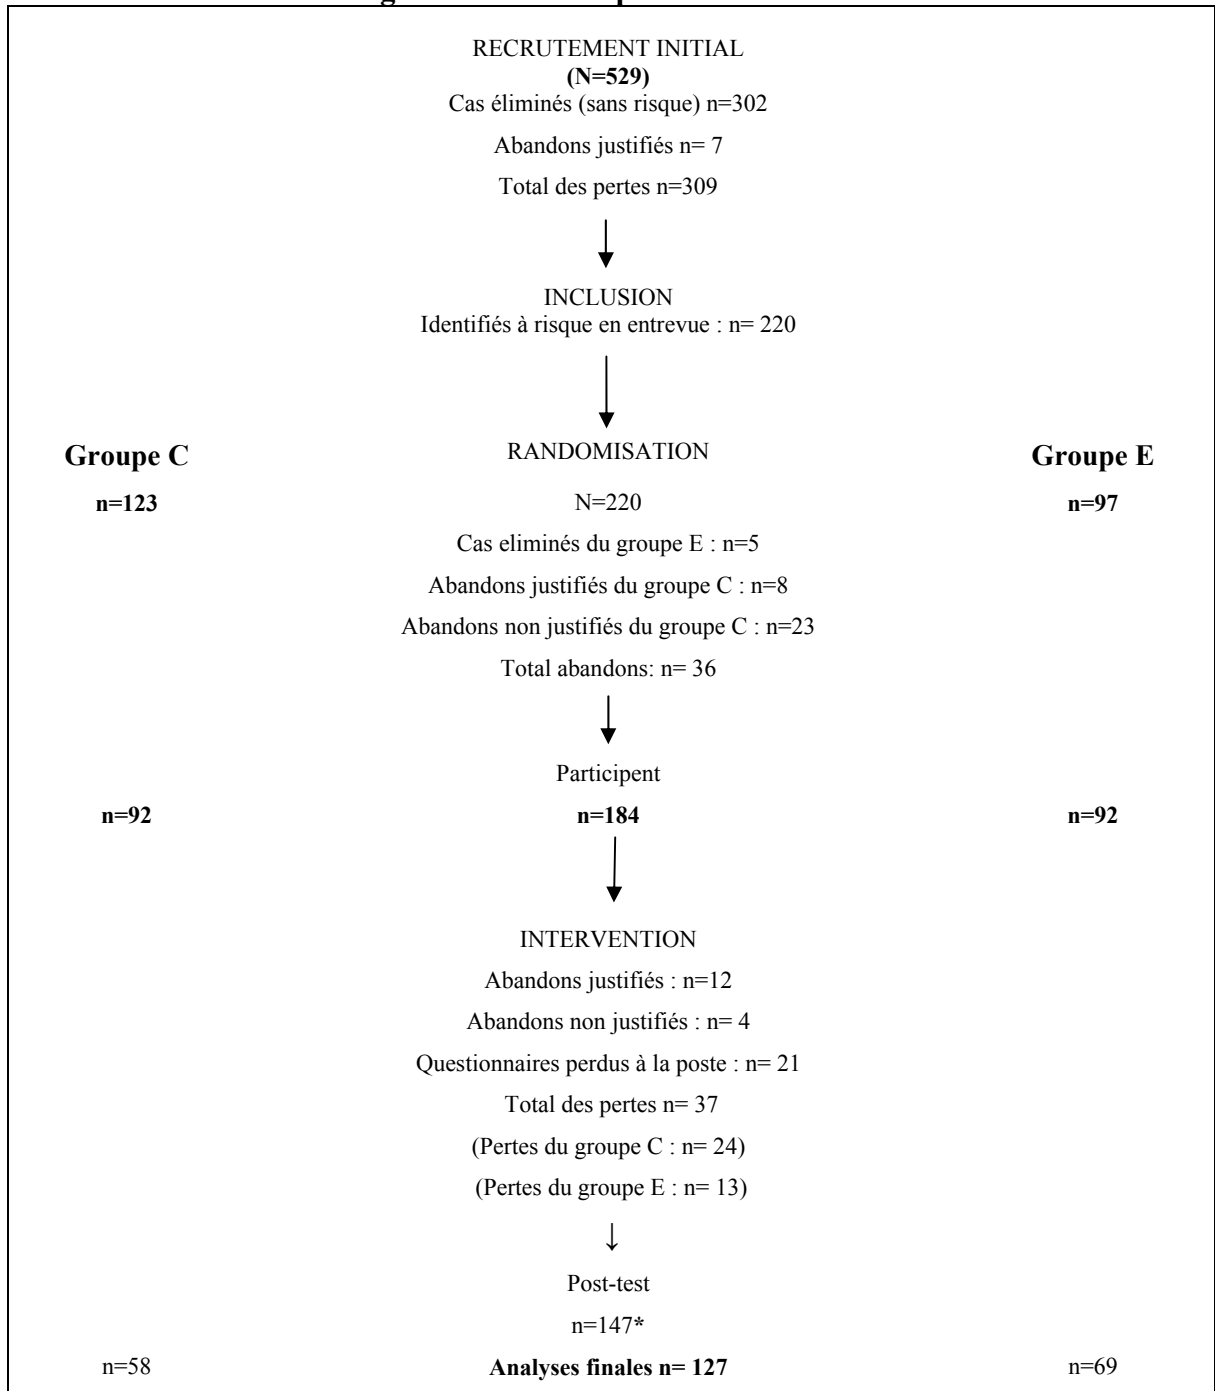 RECRUTEMENT INITIAL
(N=529)
Cas éliminés (sans risque) n=302
Abandons justifiés n= 7
Total des pertes n=309
INCLUSION
Identifiés à risque en entrevue : n= 220
Groupe C RANDOMISATION Groupe E
n=123 N=220 n=97
Cas eliminés du groupe E : n=5
Abandons justifiés du groupe C : n=8
Abandons non justifiés du groupe C : n=23
Total abandons: n= 36
Participent
n=92 n=184 n=92
INTERVENTION
Abandons justifiés : n=12
Abandons non justifiés : n= 4
Questionnaires perdus à la poste : n= 21
Total des pertes n= 37
(Pertes du groupe C : n= 24)
(Pertes du groupe E : n= 13)
↓
Post-test
n=147*
n=58 Analyses finales n= 127 n=69